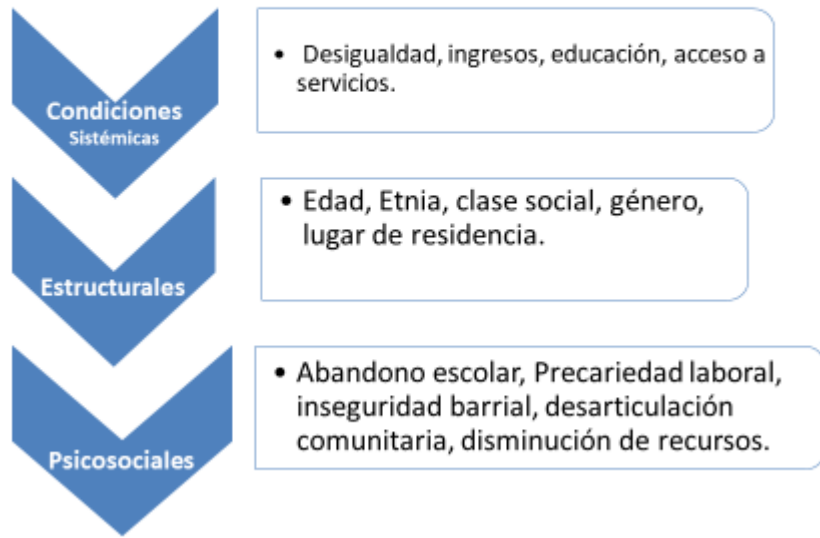 Condiciones
Sistémicas
• Desigualdad, ingresos, educación, acceso a
servicios.
Estructurales
• Edad, Etnia, clase social, género,
lugar de residencia.
Psicosociales
• Abandono escolar, Precariedad laboral,
inseguridad barrial, desarticulación
comunitaria, disminución de recursos.